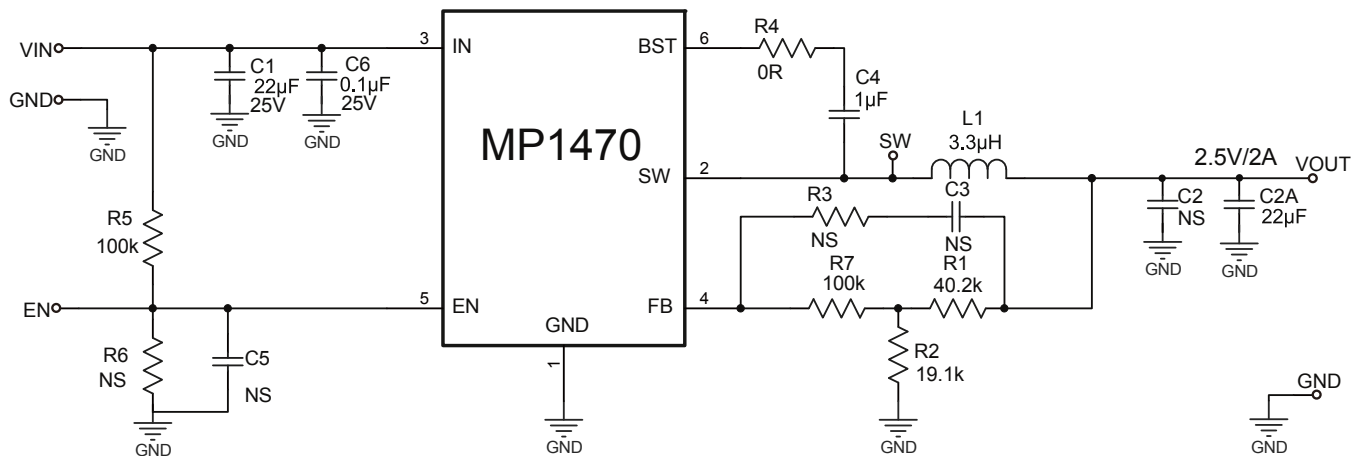 VIN
GND
GND
C1
22µF
25V
GND
C6
0.1µF
25V
GND
3
IN
MP1470
BST
6
R4
0R
C4
1µF
SW
2
SW
L1
3.3µH
2.5V/2A
VOUT
C2
NS
GND
C2A
22µF
GND
R5
100k
R3
NS
C3
NS
R7
100k
R1
40.2k
EN
5
EN
FB
4
GND
1
GND
R6
NS
C5
NS
GND
R2
19.1k
GND
GND
GND